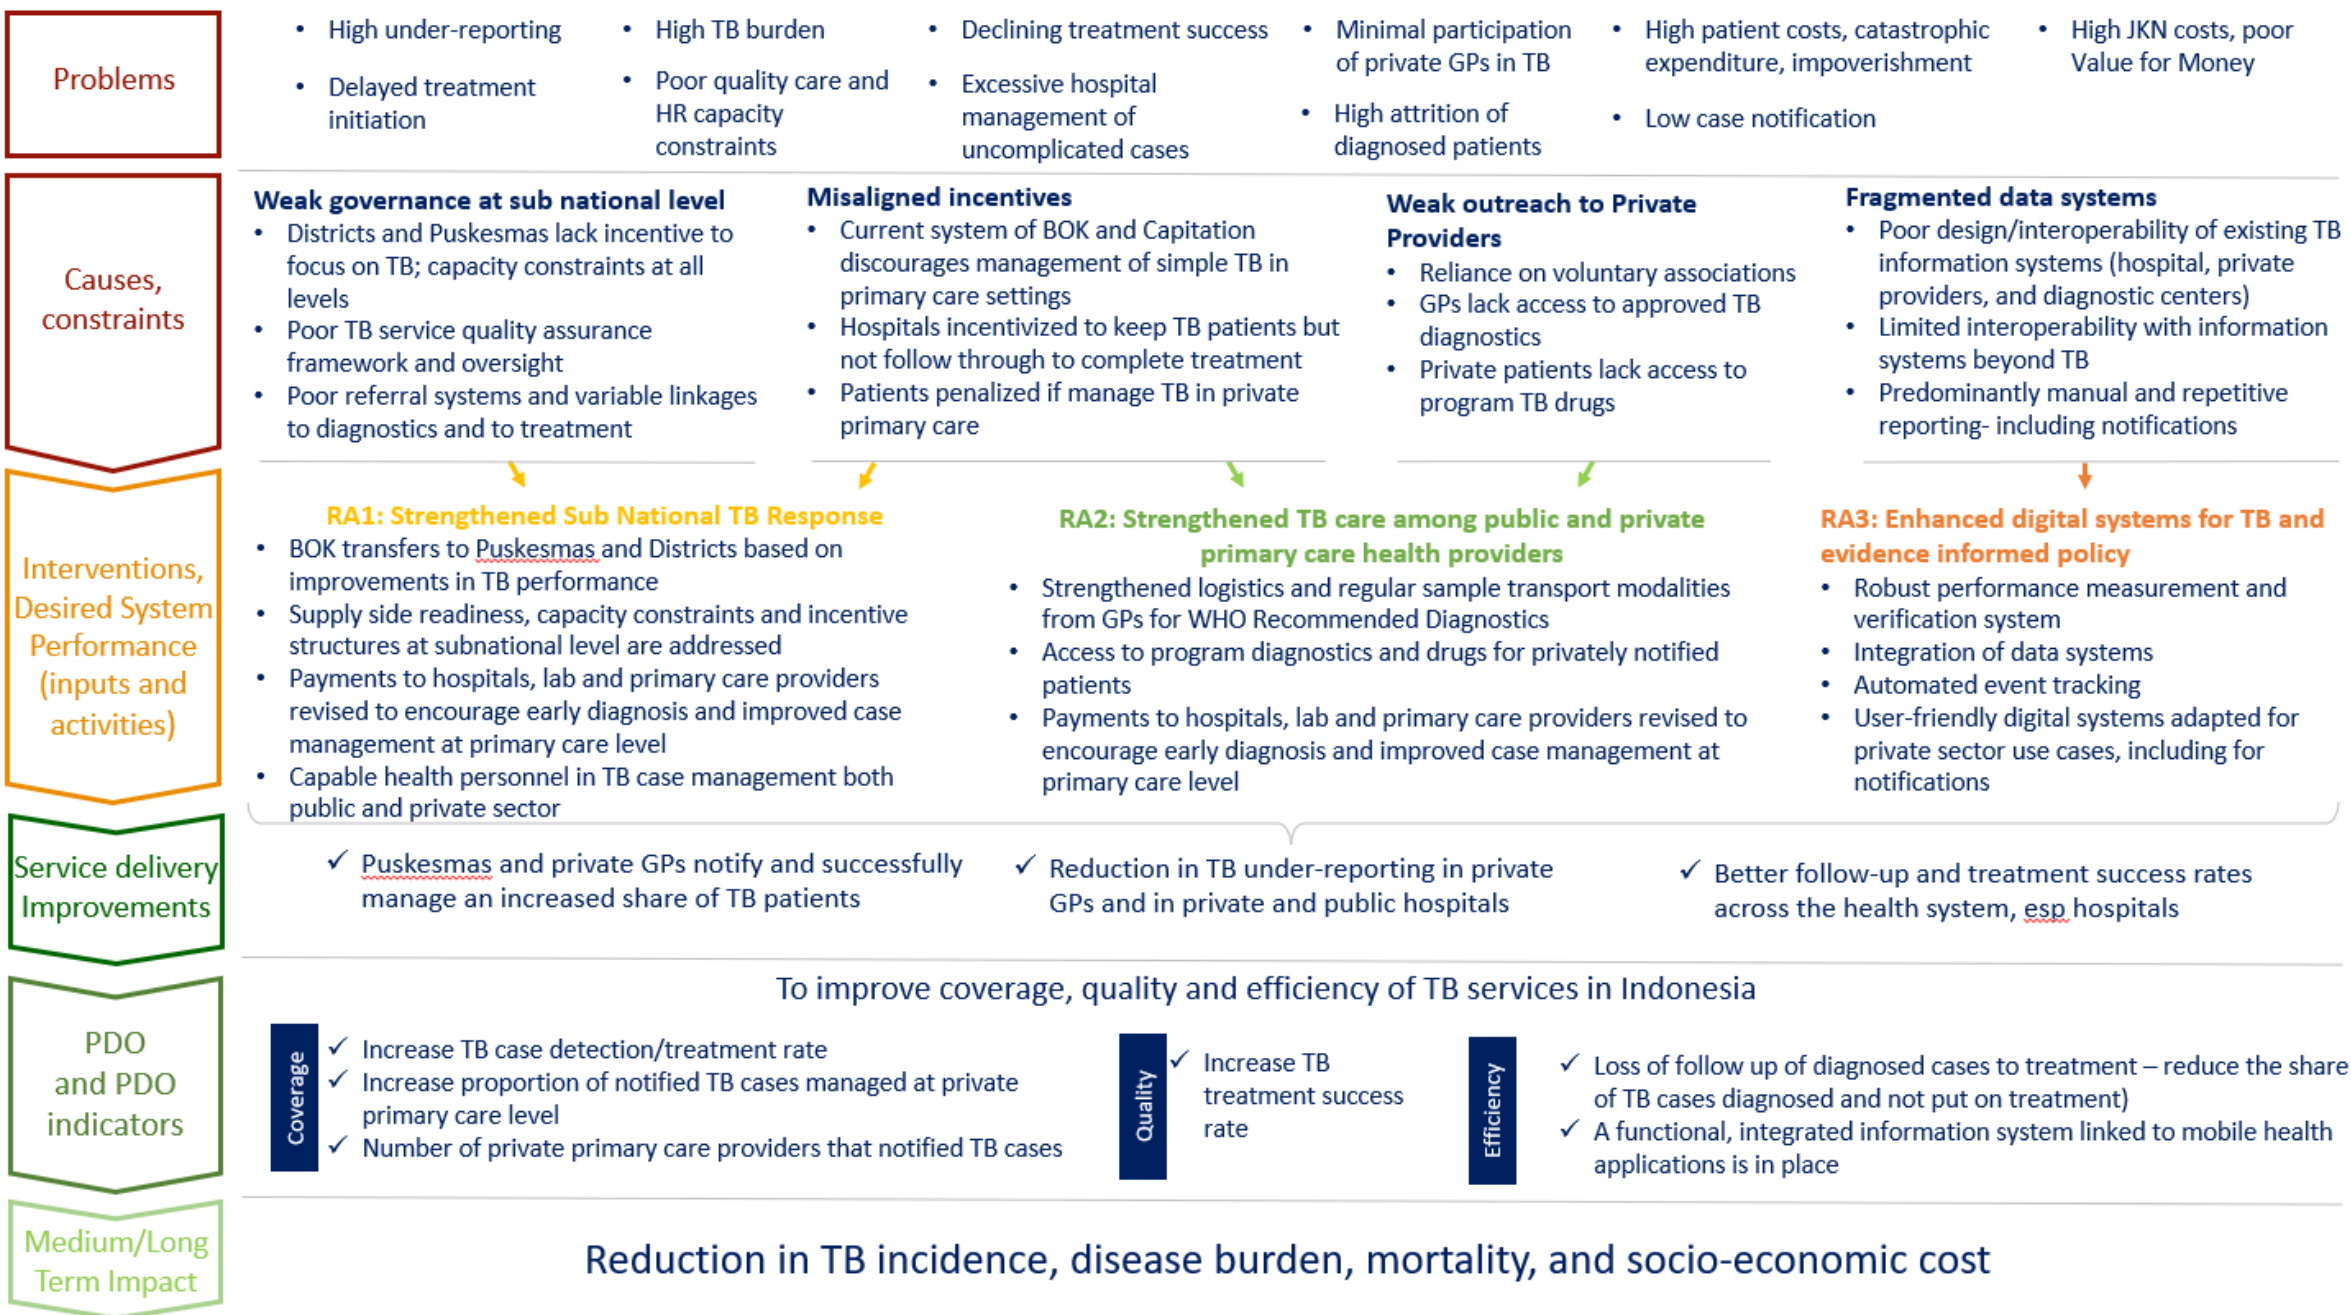 Problems
• High under-reporting
• Delayed treatment
initiation
• High TB burden
• Poor quality care and
HR capacity
constraints
• Declining treatment success
• Excessive hospital
management of
uncomplicated cases
• Minimal participation
of private GPs in TB
• High attrition of
diagnosed patients
• High patient costs, catastrophic
expenditure, impoverishment
• Low case notification
• High JKN costs, poor
Value for Money
Causes,
constraints
Weak governance at sub national level
• Districts and Puskesmas lack incentive to
focus on TB; capacity constraints at all
levels
• Poor TB service quality assurance
framework and oversight
• Poor referral systems and variable linkages
to diagnostics and to treatment
Misaligned incentives
• Current system of BOK and Capitation
discourages management of simple TB in
primary care settings
• Hospitals incentivized to keep TB patients but
not follow through to complete treatment
• Patients penalized if manage TB in private
primary care
Weak outreach to Private
Providers
• Reliance on voluntary associations
• GPs lack access to approved TB
diagnostics
• Private patients lack access to
program TB drugs
Fragmented data systems
• Poor design/interoperability of existing TB
information systems (hospital, private
providers, and diagnostic centers)
• Limited interoperability with information
systems beyond TB
• Predominantly manual and repetitive
reporting- including notifications
Interventions,
Desired System
Performance
(inputs and
activities)
RA1: Strengthened Sub National TB Response
• BOK transfers to Puskesmas and Districts based on
improvements in TB performance
• Supply side readiness, capacity constraints and incentive
structures at subnational level are addressed
• Payments to hospitals, lab and primary care providers
revised to encourage early diagnosis and improved case
management at primary care level
• Capable health personnel in TB case management both
public and private sector
RA2: Strengthened TB care among public and private
primary care health providers
• Strengthened logistics and regular sample transport modalities
from GPs for WHO Recommended Diagnostics
• Access to program diagnostics and drugs for privately notified
patients
• Payments to hospitals, lab and primary care providers revised to
encourage early diagnosis and improved case management at
primary care level
RA3: Enhanced digital systems for TB and
evidence informed policy
• Robust performance measurement and
verification system
• Integration of data systems
• Automated event tracking
• User-friendly digital systems adapted for
private sector use cases, including for
notifications
Service delivery
Improvements
✓ Puskesmas and private GPs notify and successfully
manage an increased share of TB patients
✓ Reduction in TB under-reporting in private
GPs and in private and public hospitals
✓ Better follow-up and treatment success rates
across the health system, esp hospitals
PDO
and PDO
indicators
To improve coverage, quality and efficiency of TB services in Indonesia
Coverage
✓ Increase TB case detection/treatment rate
✓ Increase proportion of notified TB cases managed at private
primary care level
✓ Number of private primary care providers that notified TB cases
Quality
✓ Increase TB
treatment success
rate
Efficiency
✓ Loss of follow up of diagnosed cases to treatment – reduce the share
of TB cases diagnosed and not put on treatment)
✓ A functional, integrated information system linked to mobile health
applications is in place
Medium/Long
Term Impact
Reduction in TB incidence, disease burden, mortality, and socio-economic cost